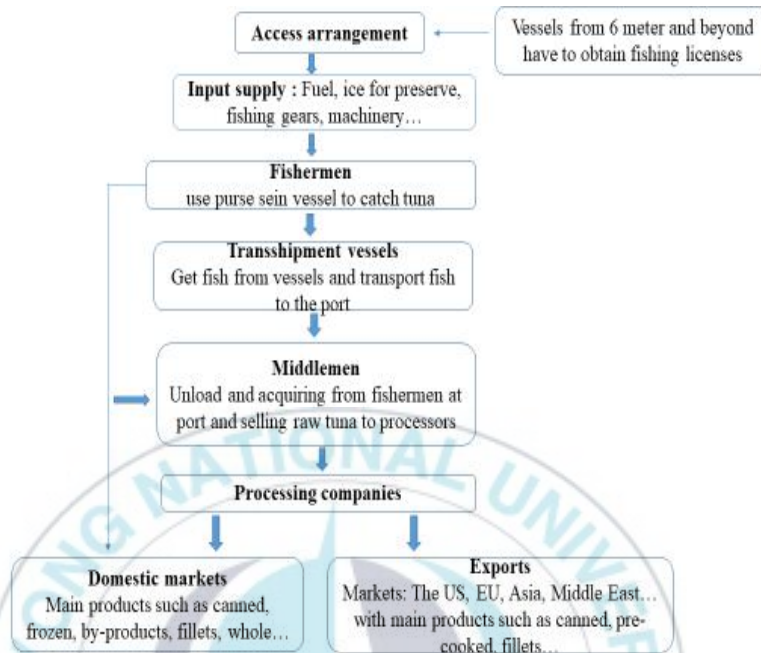 Access arrangement
Vessels from 6 meter and beyond
have to obtain fishing licenses
Input supply : Fuel, ice for preserve,
fishing gears, machinery…
Fishermen
use purse sein vessel to catch tuna
Transshipment vessels
Get fish from vessels and transport fish
to the port
Middlemen
Unload and acquiring from fishermen at
port and selling raw tuna to processors
Processing companies
Domestic markets
Main products such as canned,
frozen, by-products, fillets, whole…
Exports
Markets: The US, EU, Asia, Middle East…
with main products such as canned, pre-
cooked, fillets…
ONG NATIONAL UNIVER